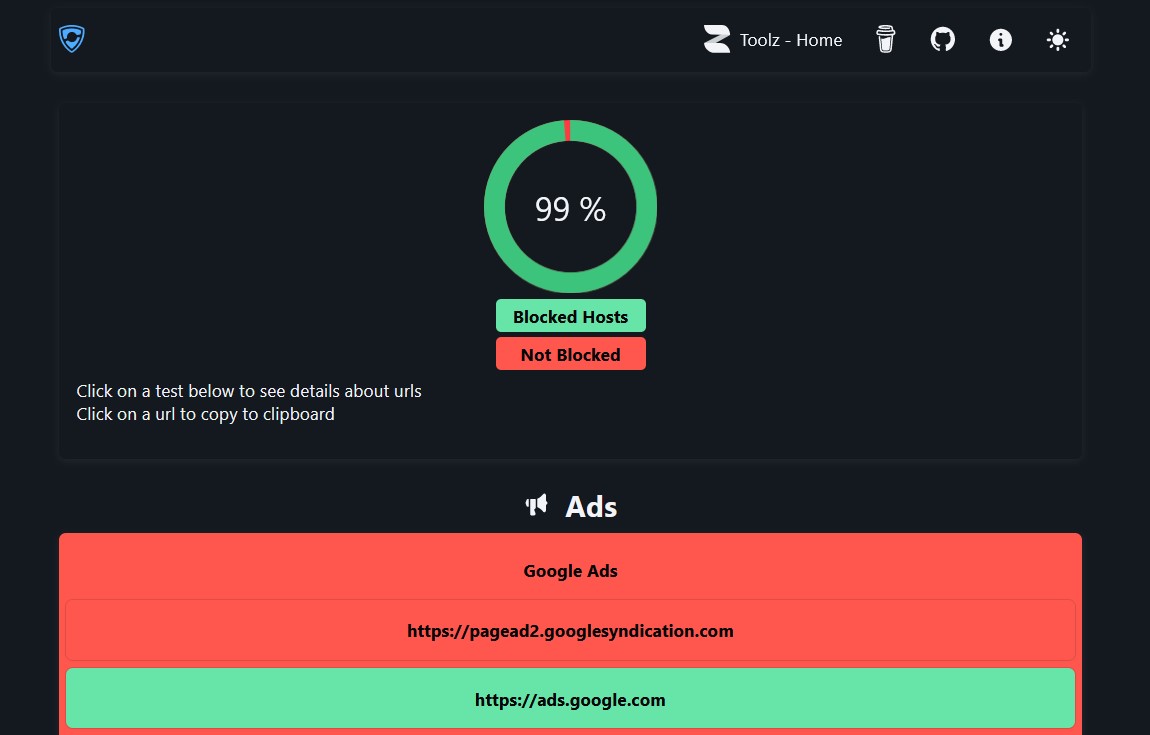 Toolz - Home
99 %
Blocked Hosts
Not Blocked
Click on a test below to see details about urls
Click on a url to copy to clipboard
Ads
Google Ads
https://pagead2.googlesyndication.com
https://ads.google.com